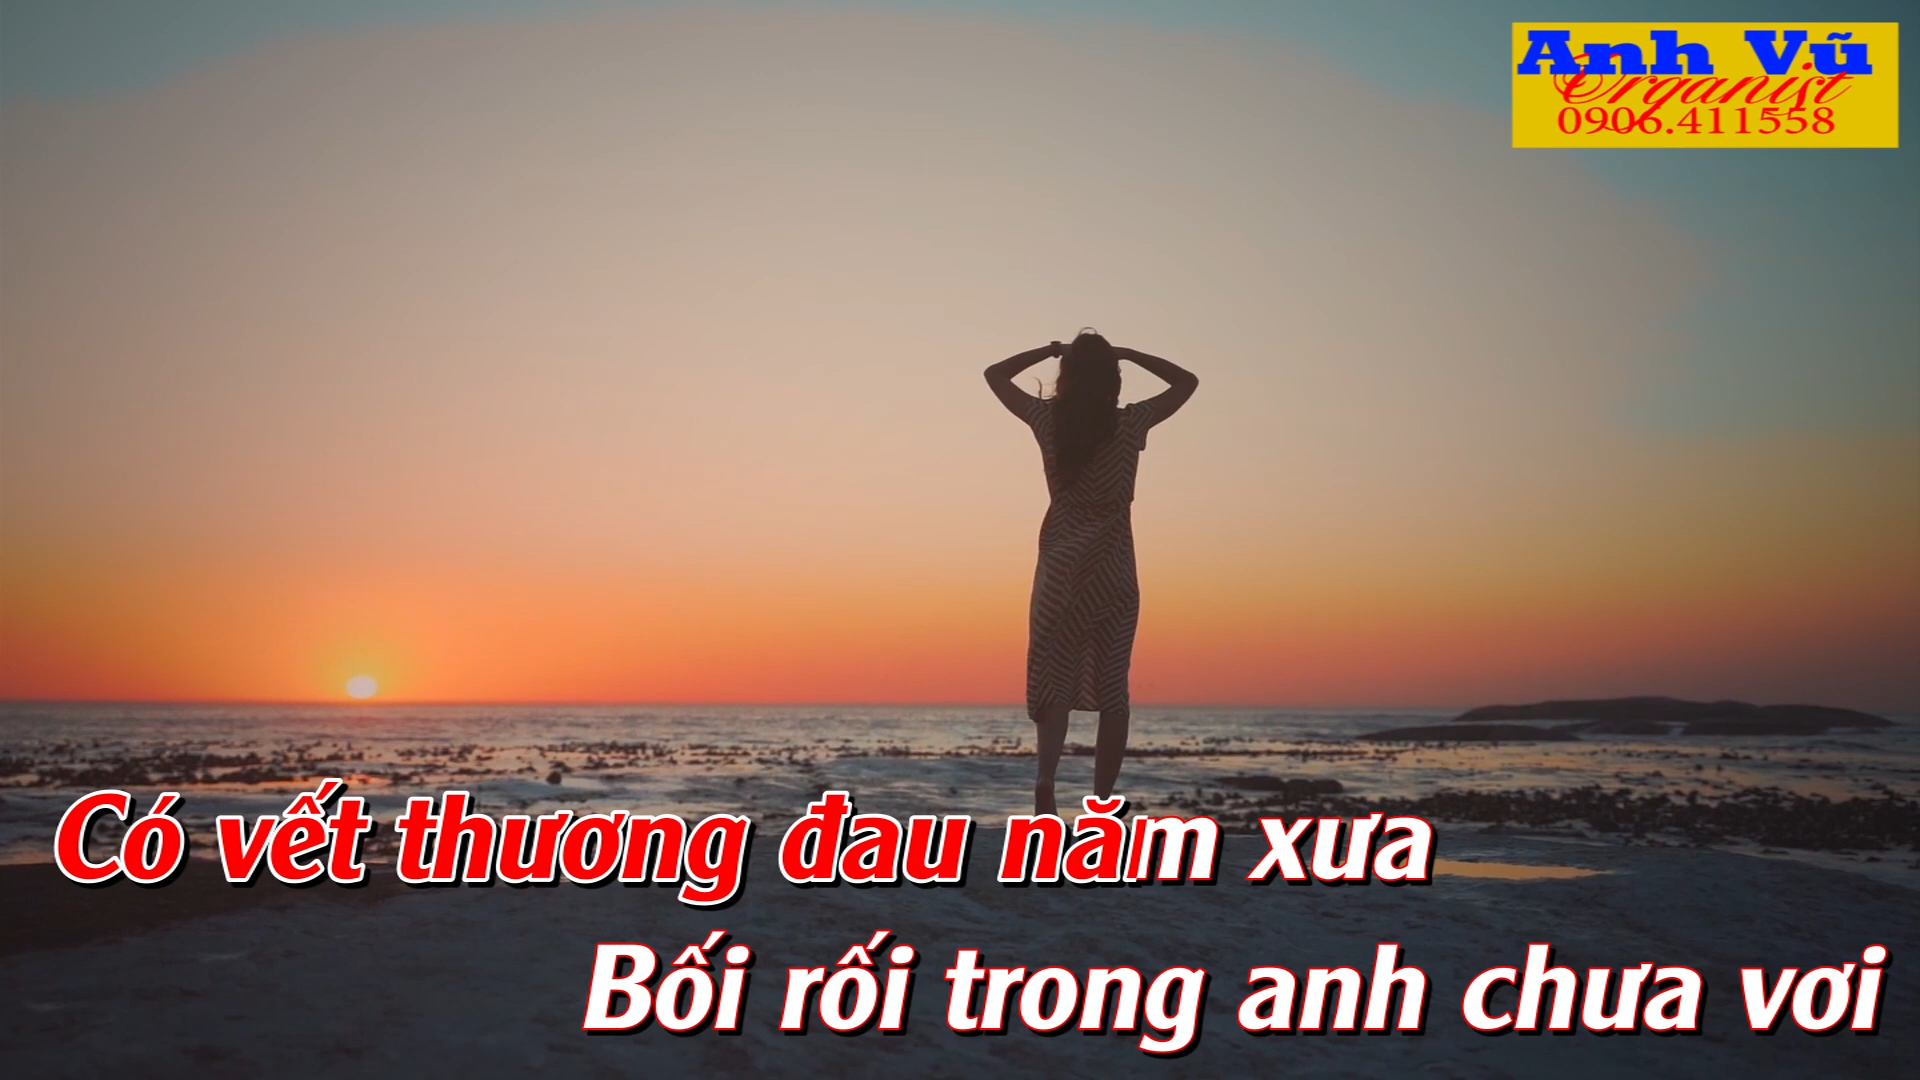 Anh Vũ
Organist
0906.411558
Có vết thương đau năm xưa
Bối rối trong anh chưa vơi